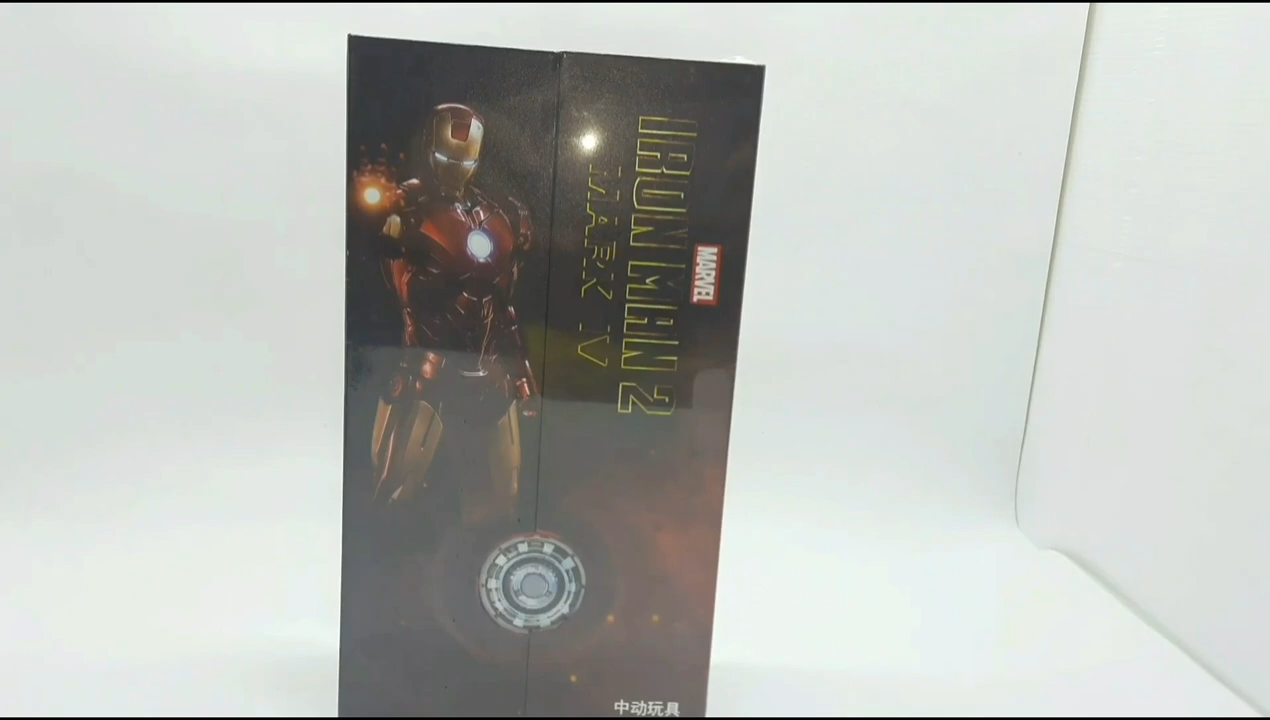 MARVEL
IRON MAN 2
MARK IV
中动玩具